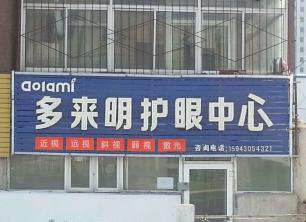 aolami
多来明护眼中心
近视 远视 斜视 弱视 散光
咨询电话:15943054321